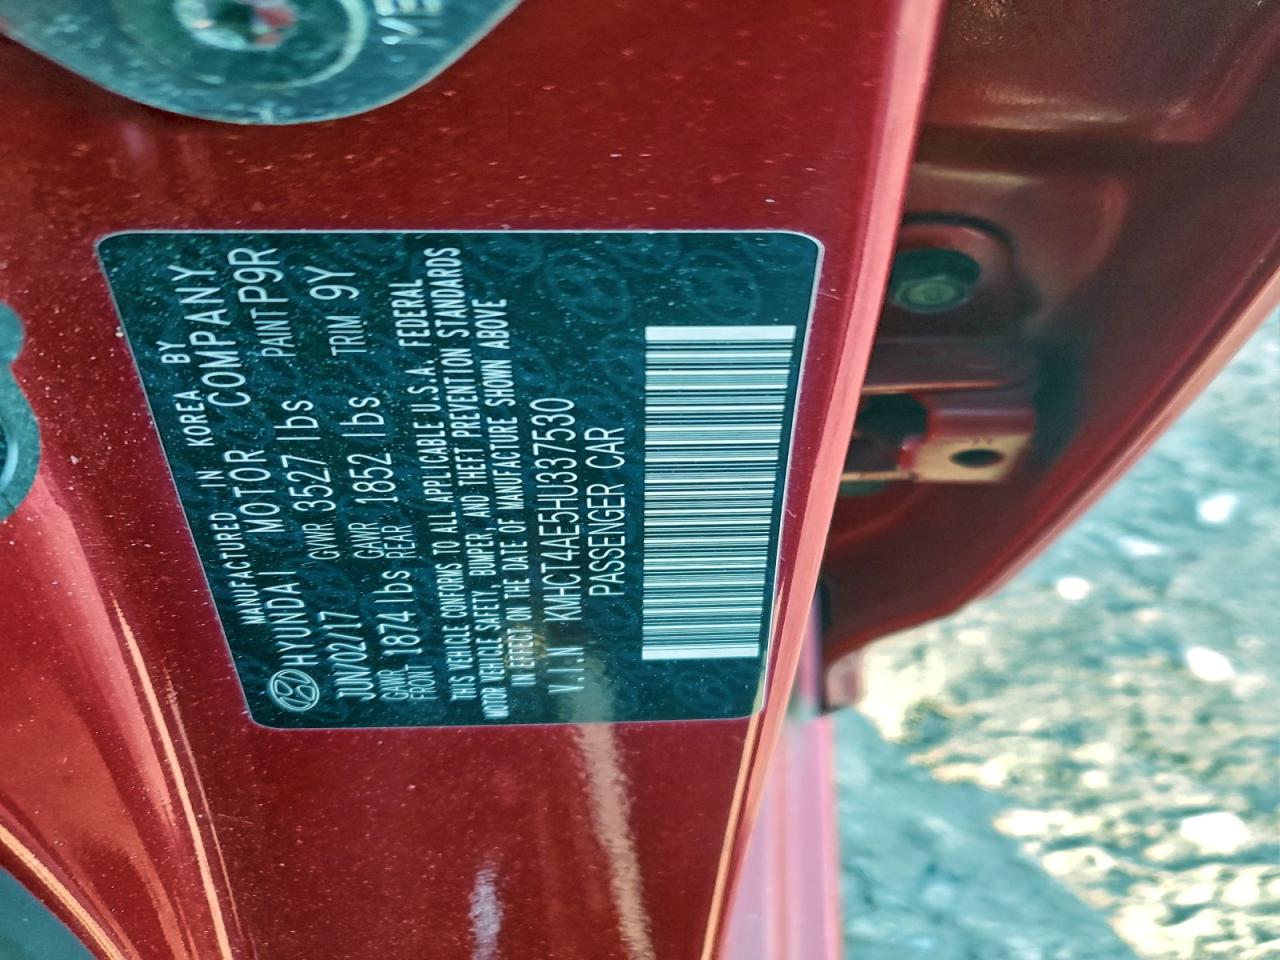 MANUFACTURED IN KOREA BY
HYUNDAI MOTOR COMPANY
JUN/02/17 GVWR 3527 lbs PAINT P9R
GAWR FRONT 1874 lbs GAWR REAR 1852 lbs TRIM 9Y
THIS VEHICLE CONFORMS TO ALL APPLICABLE U.S.A. FEDERAL
MOTOR VEHICLE SAFETY, BUMPER AND THEFT PREVENTION STANDARDS
IN EFFECT ON THE DATE OF MANUFACTURE SHOWN ABOVE
V.I.N KMHCT4AE5HU337530
PASSENGER CAR